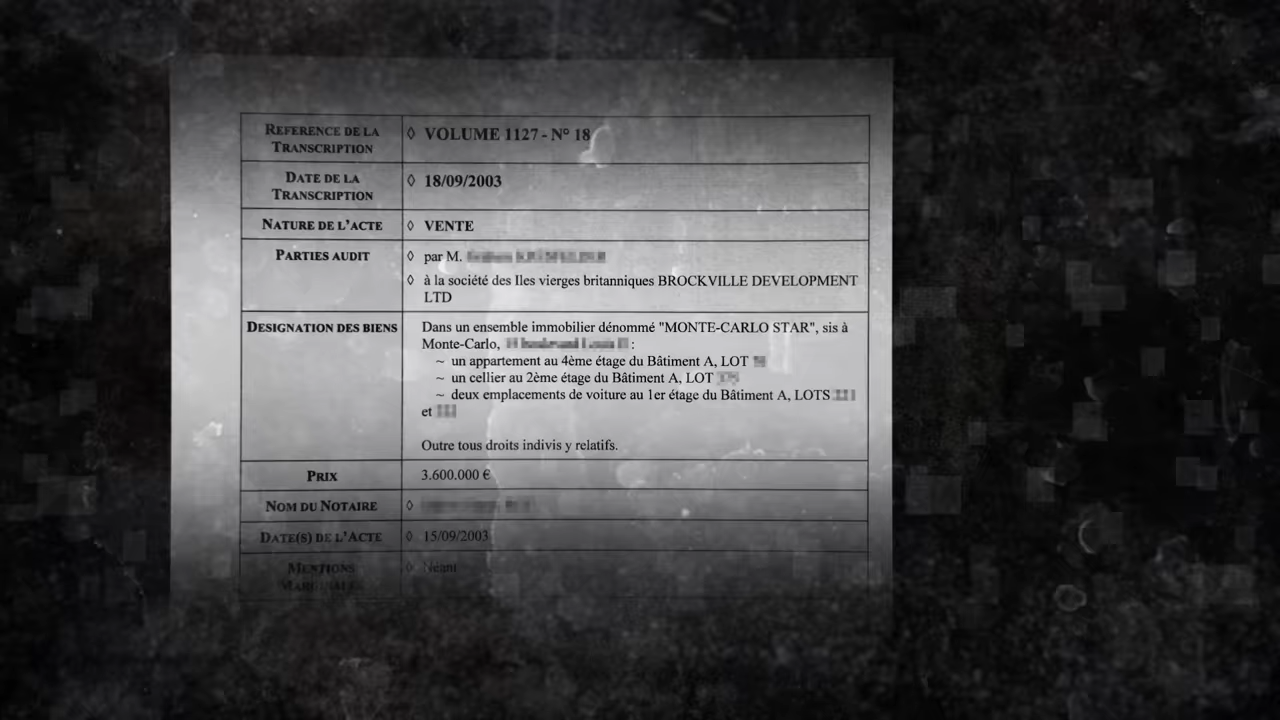 REFERENCE DE LA
TRANSCRIPTION
◊ VOLUME 1127 - N° 18
DATE DE LA
TRANSCRIPTION
◊ 18/09/2003
NATURE DE L'ACTE
◊ VENTE
PARTIES AUDIT
◊ par M.
◊ à la société des Iles vierges britanniques BROCKVILLE DEVELOPMENT
LTD
DESIGNATION DES BIENS
Dans un ensemble immobilier dénommé "MONTE-CARLO STAR", sis à
Monte-Carlo, :
~ un appartement au 4ème étage du Bâtiment A, LOT
~ un cellier au 2ème étage du Bâtiment A, LOT
~ deux emplacements de voiture au 1er étage du Bâtiment A, LOTS
et
Outre tous droits indivis y relatifs.
PRIX
3.600.000 €
NOM DU NOTAIRE
◊
DATE(S) DE L'ACTE
◊ 15/09/2003
MENTIONS
MARGINALES
◊ Néant